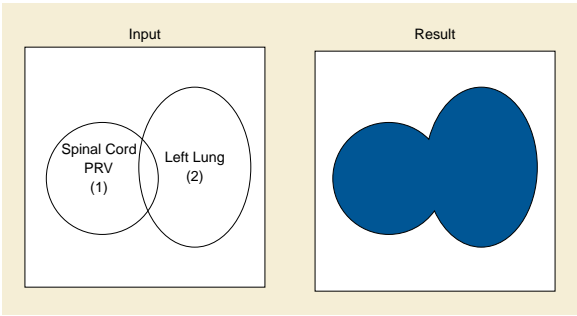 Input
Result
Spinal Cord
PRV
(1)
Left Lung
(2)